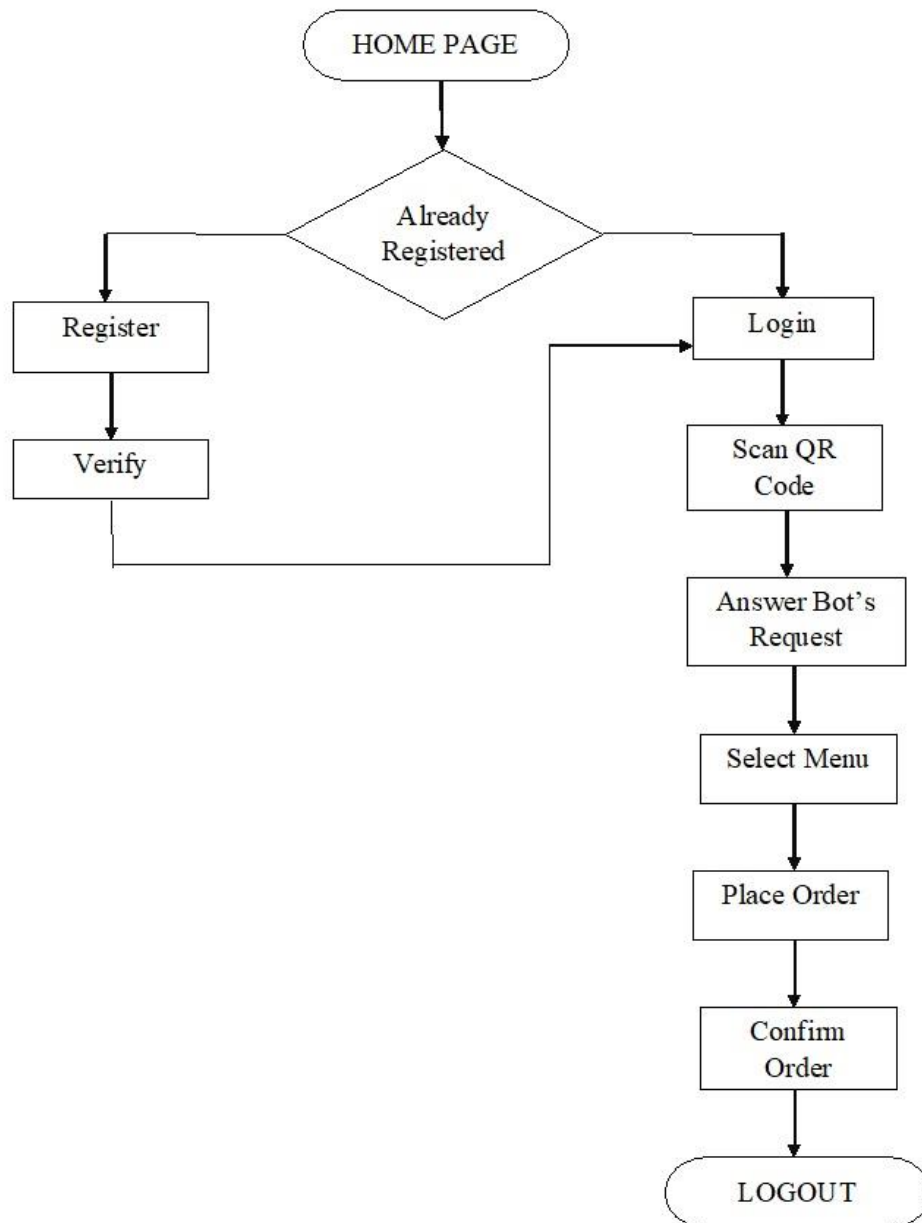 HOME PAGE
Already
Registered
Register
Login
Verify
Scan QR
Code
Answer Bot’s
Request
Select Menu
Place Order
Confirm
Order
LOGOUT